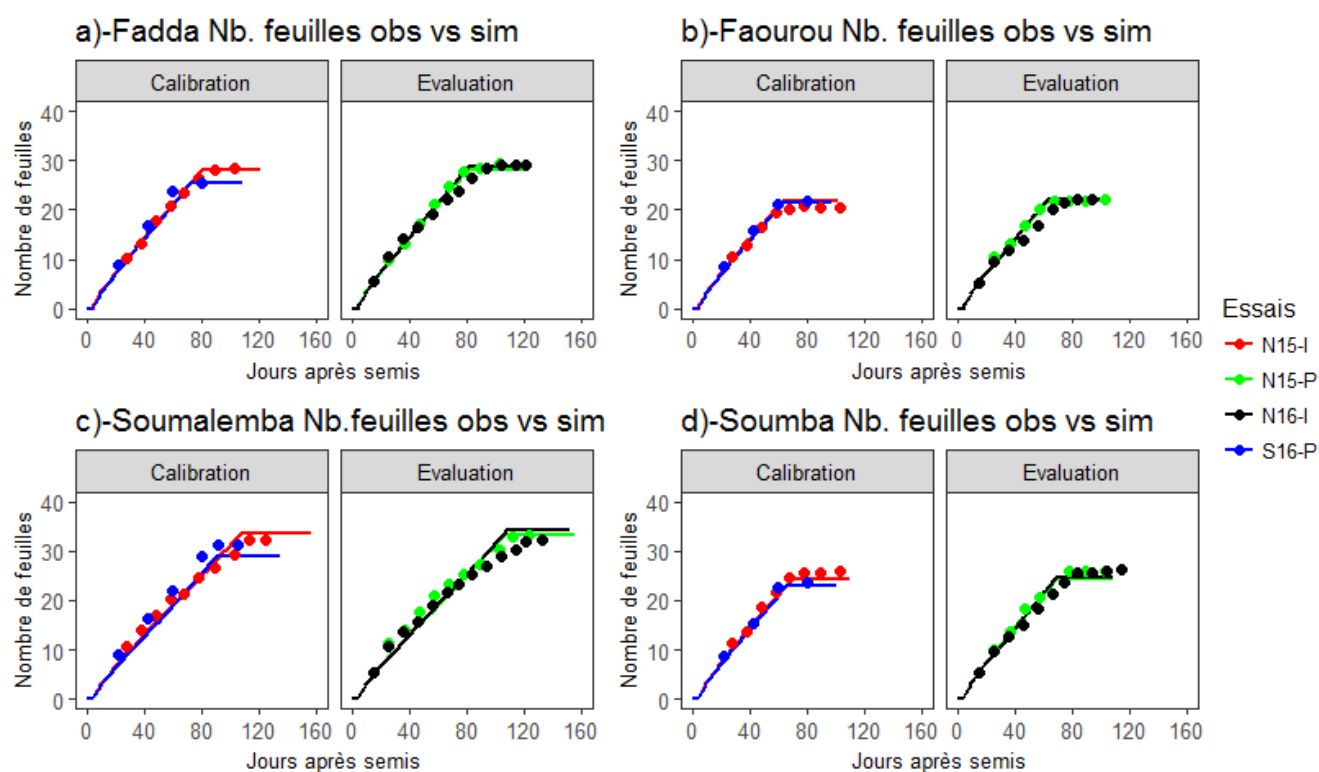 a)-Fadda Nb. feuilles obs vs sim
Calibration
Evaluation
Nombre de feuilles
40
30
20
10
0
0 40 80 120 160
0 40 80 120 160
Jours après semis
b)-Faourou Nb. feuilles obs vs sim
Calibration
Evaluation
Nombre de feuilles
40
30
20
10
0
0 40 80 120 160
0 40 80 120 160
Jours après semis
Essais
N15-I
N15-P
N16-I
S16-P
c)-Soumalemba Nb.feuilles obs vs sim
Calibration
Evaluation
Nombre de feuilles
40
30
20
10
0
0 40 80 120 160
0 40 80 120 160
Jours après semis
d)-Soumba Nb. feuilles obs vs sim
Calibration
Evaluation
Nombre de feuilles
40
30
20
10
0
0 40 80 120 160
0 40 80 120 160
Jours après semis